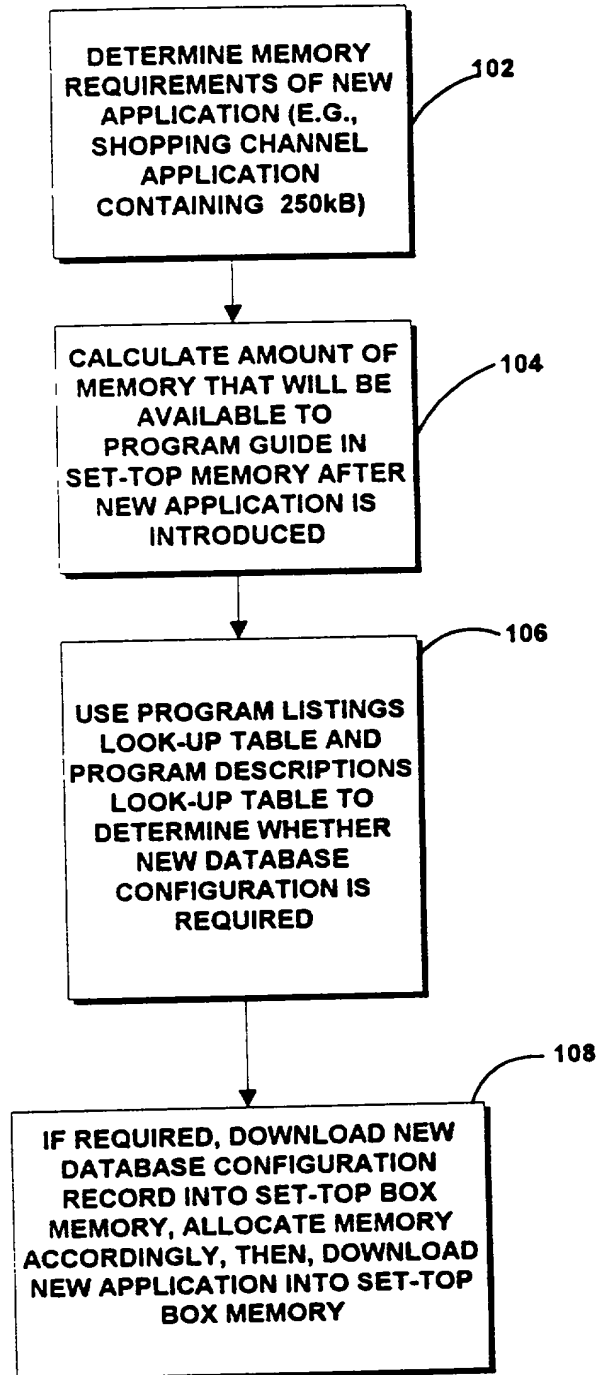 DETERMINE MEMORY
REQUIREMENTS OF NEW
APPLICATION (E.G.,
SHOPPING CHANNEL
APPLICATION
CONTAINING 250kB)
102
CALCULATE AMOUNT OF
MEMORY THAT WILL BE
AVAILABLE TO
PROGRAM GUIDE IN
SET-TOP MEMORY AFTER
NEW APPLICATION IS
INTRODUCED
104
USE PROGRAM LISTINGS
LOOK-UP TABLE AND
PROGRAM DESCRIPTIONS
LOOK-UP TABLE TO
DETERMINE WHETHER
NEW DATABASE
CONFIGURATION IS
REQUIRED
106
IF REQUIRED, DOWNLOAD NEW
DATABASE CONFIGURATION
RECORD INTO SET-TOP BOX
MEMORY, ALLOCATE MEMORY
ACCORDINGLY, THEN, DOWNLOAD
NEW APPLICATION INTO SET-TOP
BOX MEMORY
108